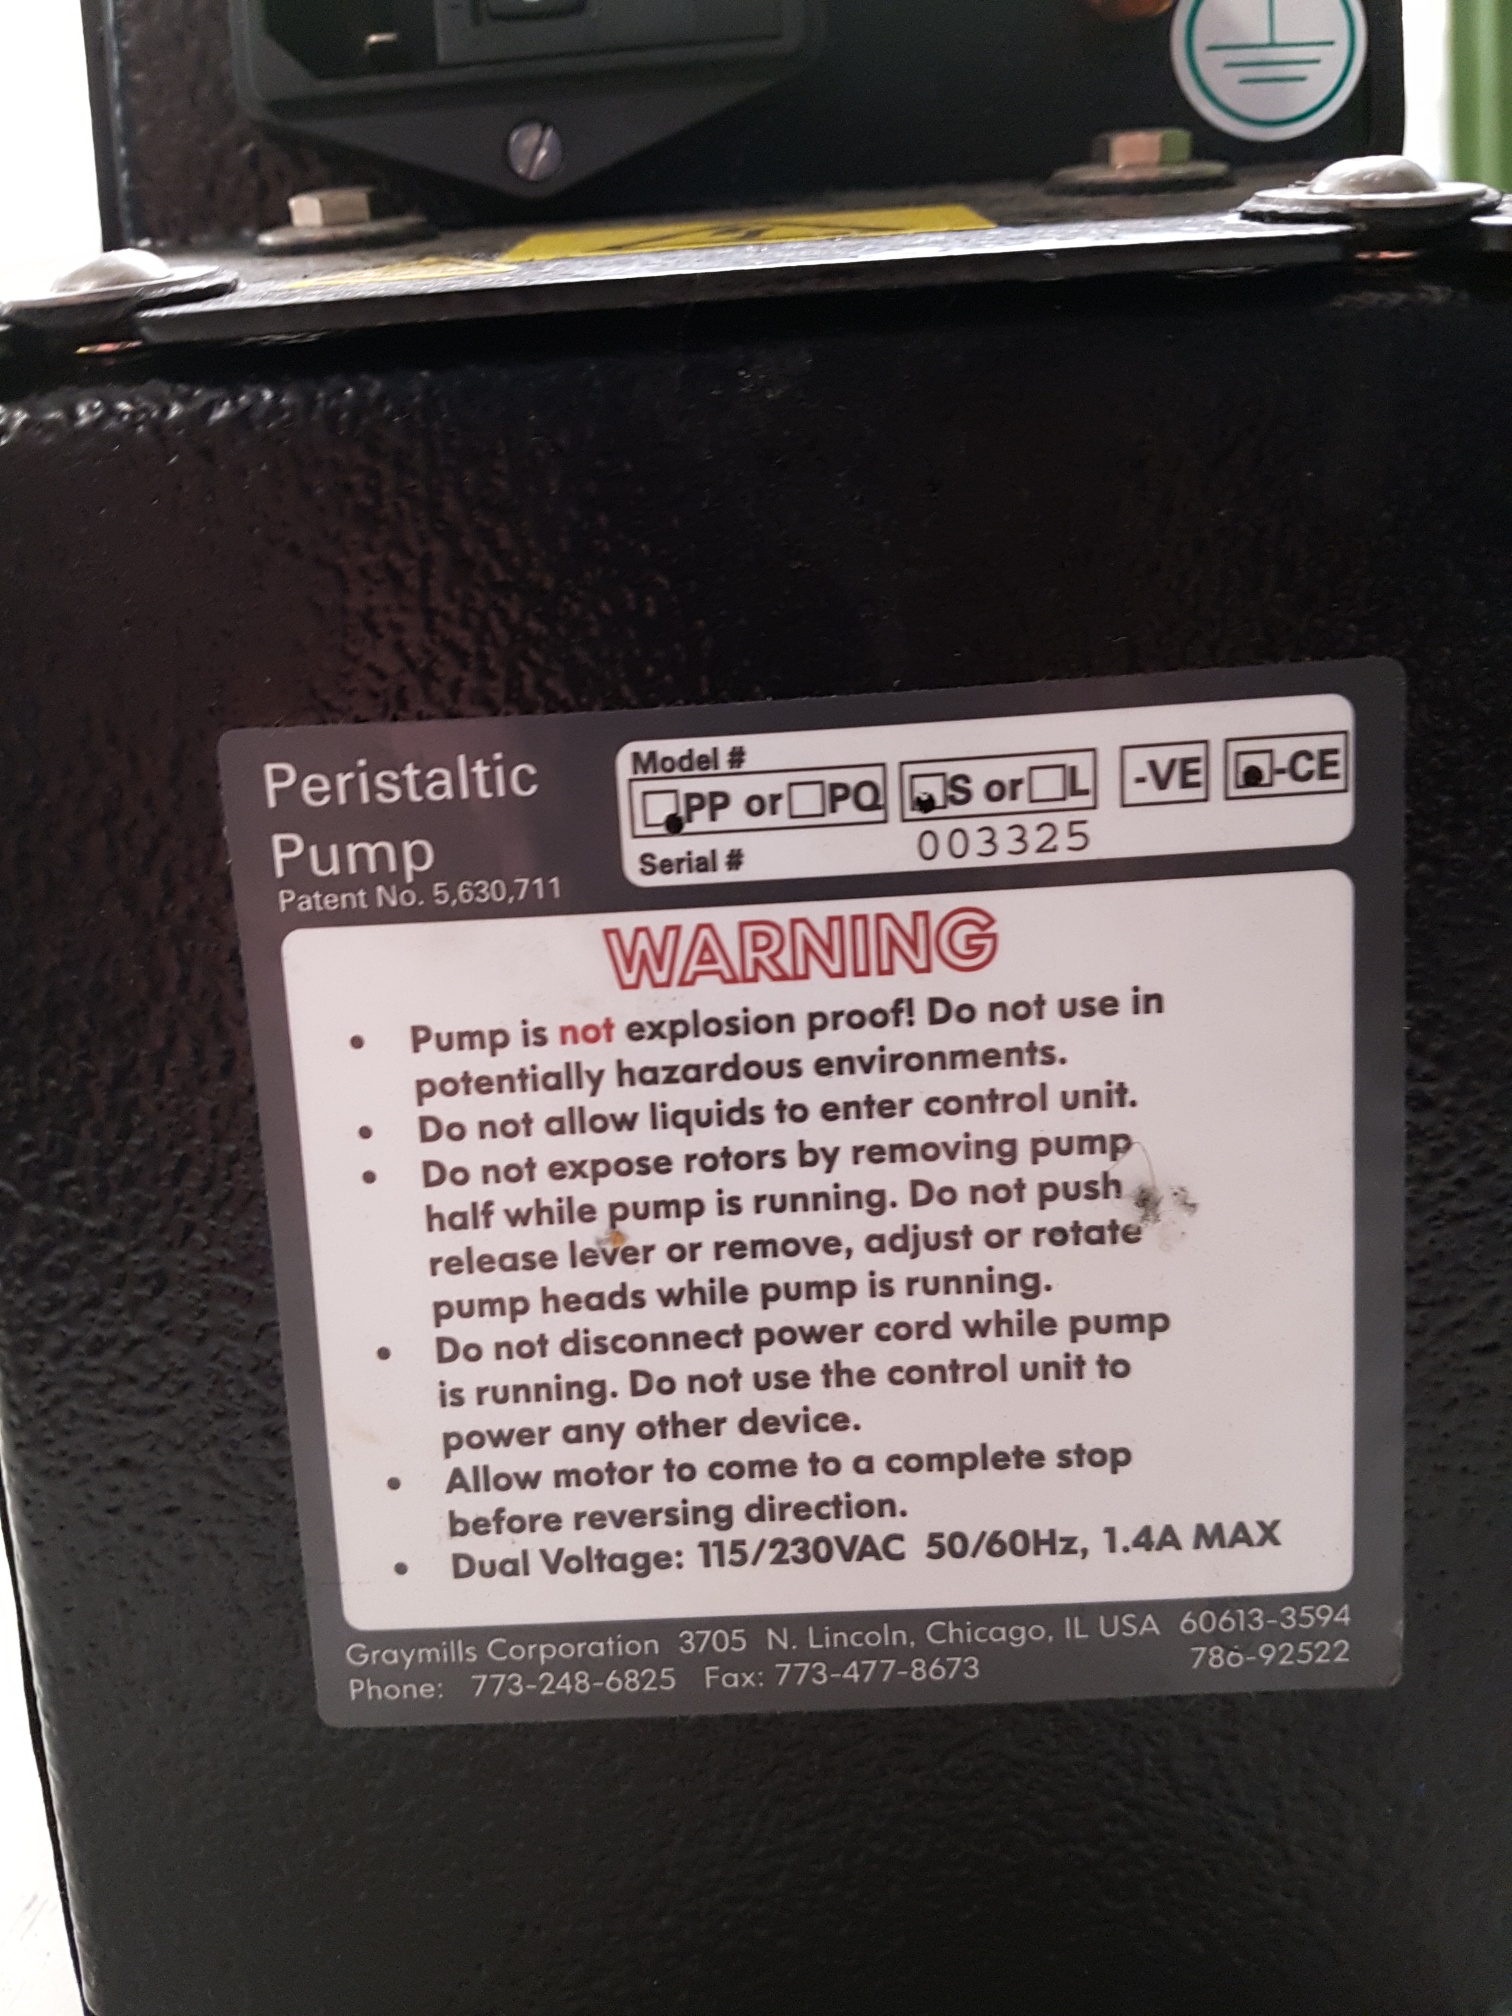 Peristaltic
Pump
Patent No. 5,630,711
Model #
PP or PQ S or L -VE -CE
Serial # 003325
WARNING
• Pump is not explosion proof! Do not use in
potentially hazardous environments.
• Do not allow liquids to enter control unit.
• Do not expose rotors by removing pump
half while pump is running. Do not push
release lever or remove, adjust or rotate
pump heads while pump is running.
• Do not disconnect power cord while pump
is running. Do not use the control unit to
power any other device.
• Allow motor to come to a complete stop
before reversing direction.
• Dual Voltage: 115/230VAC 50/60Hz, 1.4A MAX
Graymills Corporation 3705 N. Lincoln, Chicago, IL USA 60613-3594
Phone: 773-248-6825 Fax: 773-477-8673 786-92522